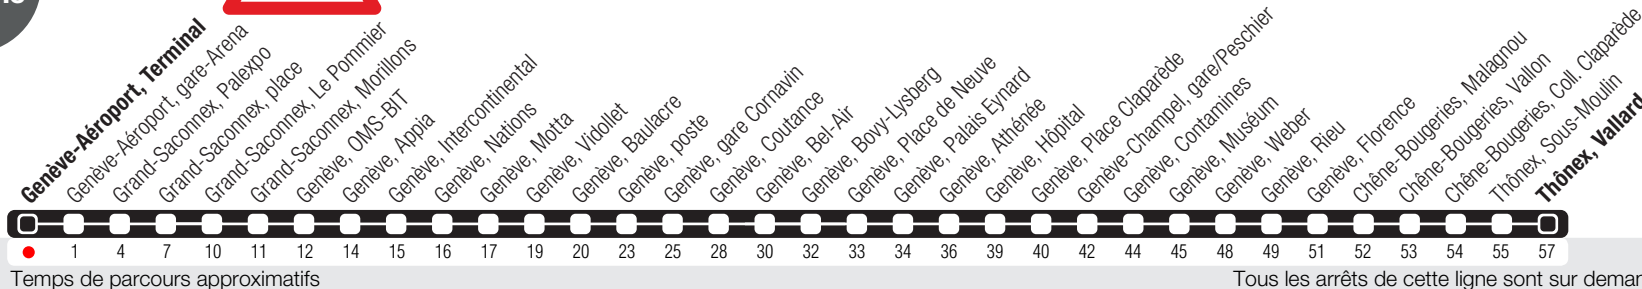 Genève-Aéroport, Terminal
Genève-Aéroport, gare-Arena
Grand-Saconnex, Palexpo
Grand-Saconnex, place
Grand-Saconnex, Le Pommier
Grand-Saconnex, Morillons
Genève, OMS-BIT
Genève, Appia
Genève, Intercontinental
Genève, Nations
Genève, Motta
Genève, Vidollet
Genève, Baulacre
Genève, poste
Genève, gare Cornavin
Genève, Coutance
Genève, Bel-Air
Genève, Bovy-Lysberg
Genève, Place de Neuve
Genève, Palais Eynard
Genève, Athénée
Genève, Hôpital
Genève, Place Claparède
Genève-Champel, gare/Peschier
Genève, Contamines
Genève, Muséum
Genève, Weber
Genève, Rieu
Genève, Florence
Chêne-Bougeries, Malagnou
Chêne-Bougeries, Vallon
Chêne-Bougeries, Coll. Claparède
Thônex, Sous-Moulin
Thônex, Vallard
1 4 7 10 11 12 14 15 16 17 19 20 23 25 28 30 32 33 34 36 39 40 42 44 45 48 49 51 52 53 54 55 57
Temps de parcours approximatifs
Tous les arrêts de cette ligne sont sur